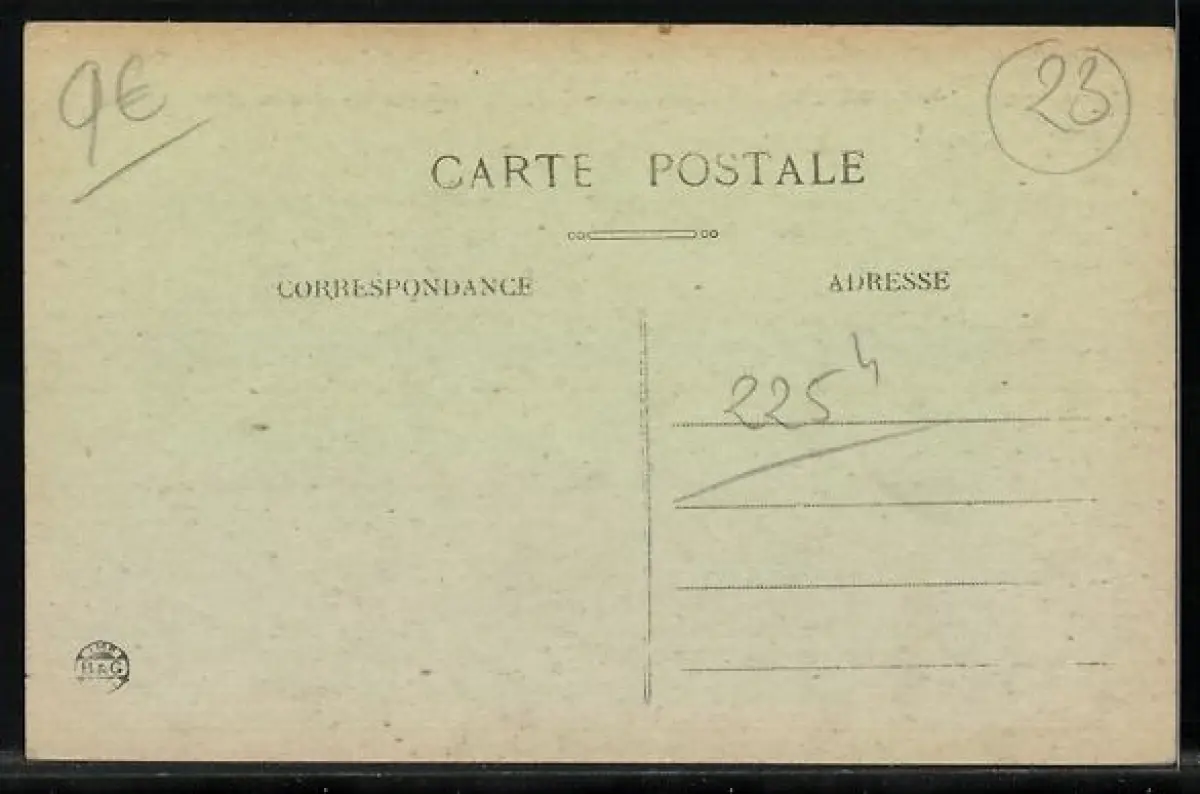 9€
23
CARTE POSTALE
CORRESPONDANCE
ADRESSE
225
B&G